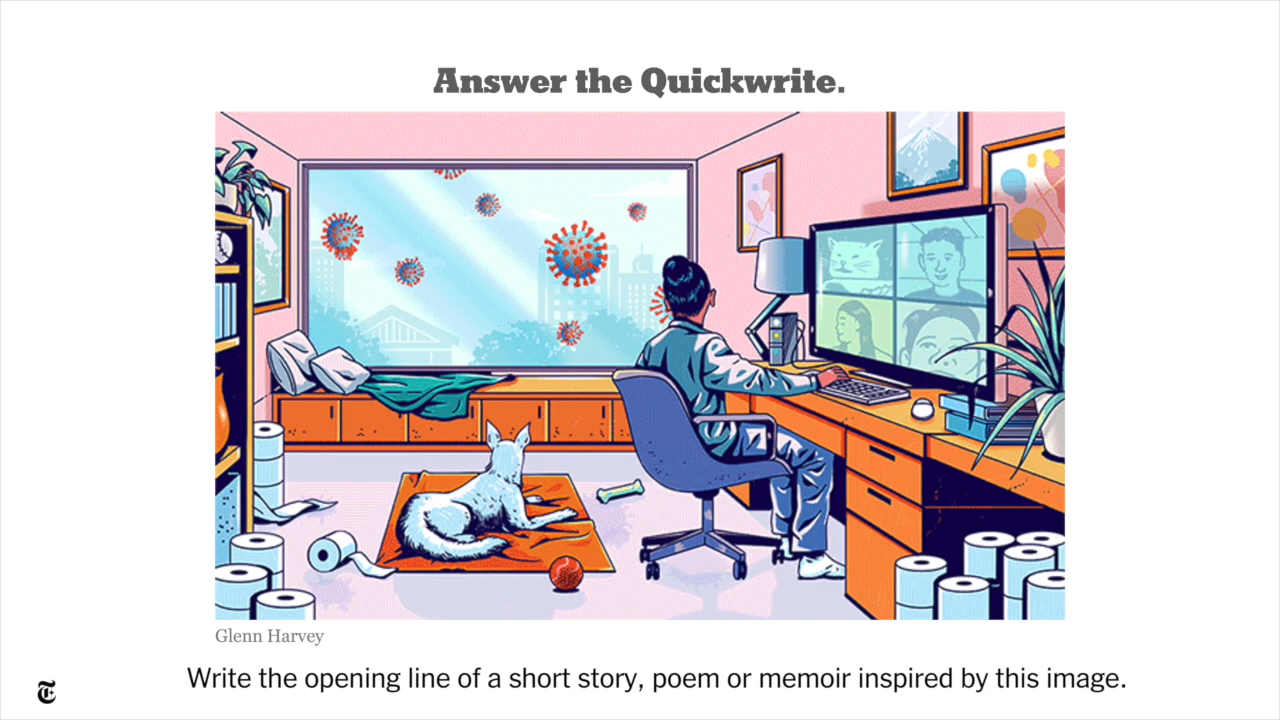 Answer the Quickwrite.
Glenn Harvey
Write the opening line of a short story, poem or memoir inspired by this image.
T